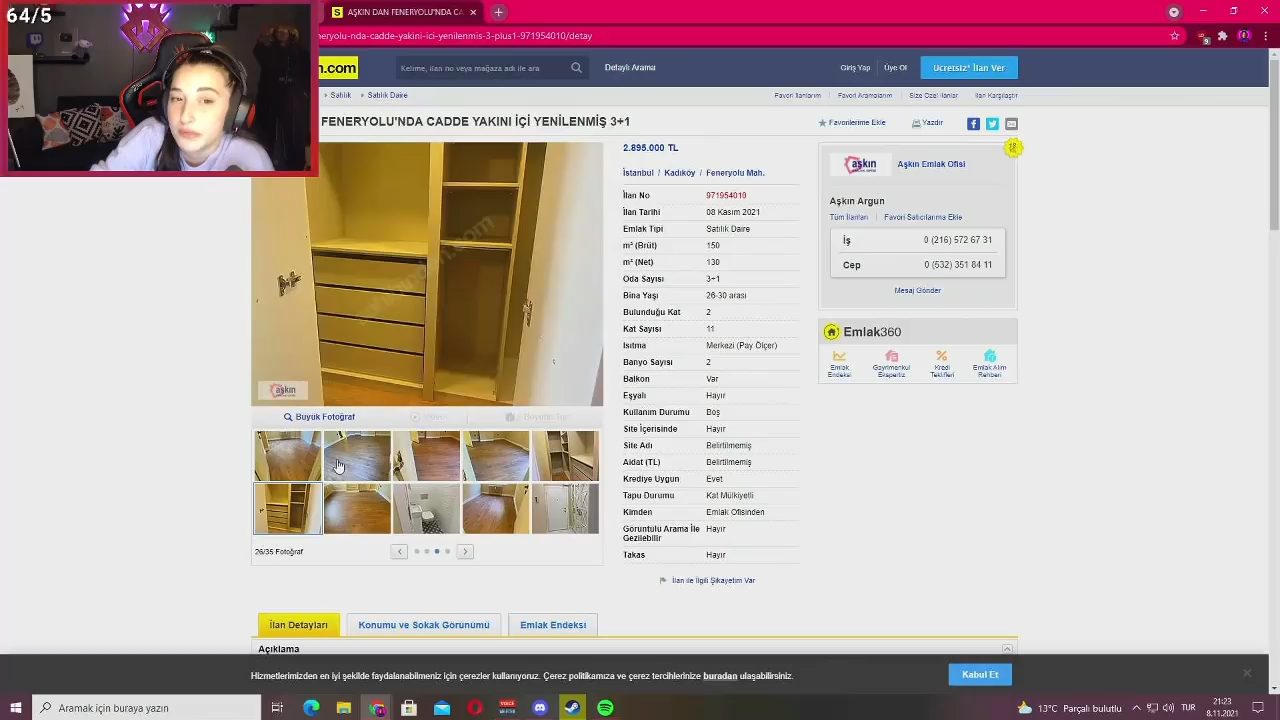 64/5
AŞKIN DAN FENERYOLU'NDA CA
eryolu-nda-cadde-yakini-ici-yenilenmis-3-plus1-971954010/detay
.com
Kelime, ilan no veya mağaza adı ile ara
Detaylı Arama
Giriş Yap
Üye Ol
Ücretsiz* İlan Ver
Satılık
Satılık Daire
Favori İlanlarım
Favori Aramalarım
Size Özel İlanlar
İlan Karşılaştır
FENERYOLU'NDA CADDE YAKINI İÇİ YENİLENMİŞ 3+1
Favorilerime Ekle
Yazdır
2.895.000 TL
İstanbul / Kadıköy / Feneryolu Mah.
İlan No 971954010
İlan Tarihi 08 Kasım 2021
Emlak Tipi Satılık Daire
m² (Brüt) 150
m² (Net) 130
Oda Sayısı 3+1
Bina Yaşı 26-30 arası
Bulunduğu Kat 2
Kat Sayısı 11
Isıtma Merkezi (Pay Ölçer)
Banyo Sayısı 2
Balkon Var
Eşyalı Hayır
Kullanım Durumu Boş
Site İçerisinde Hayır
Site Adı Belirtilmemiş
Aidat (TL) Belirtilmemiş
Krediye Uygun Evet
Tapu Durumu Kat Mülkiyetli
Kimden Emlak Ofisinden
Görüntülü Arama İle Gezilebilir Hayır
Takas Hayır
İlan ile İlgili Şikayetim Var
aşkın
Aşkın Emlak Ofisi
Aşkın Argun
Tüm İlanları
Favori Satıcılarıma Ekle
İş 0 (216) 572 67 31
Cep 0 (532) 351 84 11
Mesaj Gönder
Emlak360
Emlak Endeksi
Gayrimenkul Ekspertiz
Kredi Teklifleri
Emlak Alım Rehberi
aşkın
Büyük Fotoğraf
26/35 Fotoğraf
İlan Detayları
Konumu ve Sokak Görünümü
Emlak Endeksi
Açıklama
Hizmetlerimizden en iyi şekilde faydalanabilmeniz için çerezler kullanıyoruz. Çerez politikamıza ve çerez tercihlerinize buradan ulaşabilirsiniz.
Kabul Et
Aramak için buraya yazın
13°C Parçalı bulutlu
TUR
21:23
8.11.2021